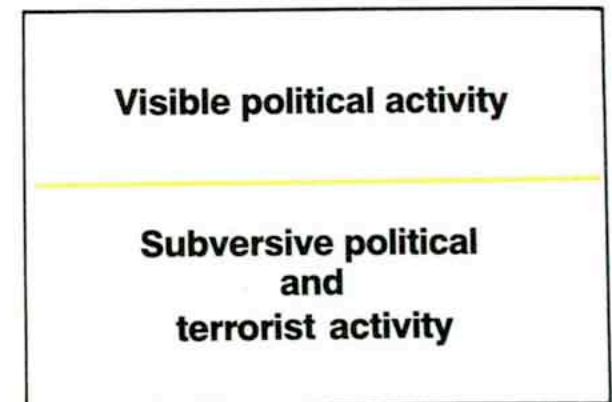 Visible political activity
Subversive political
and
terrorist activity